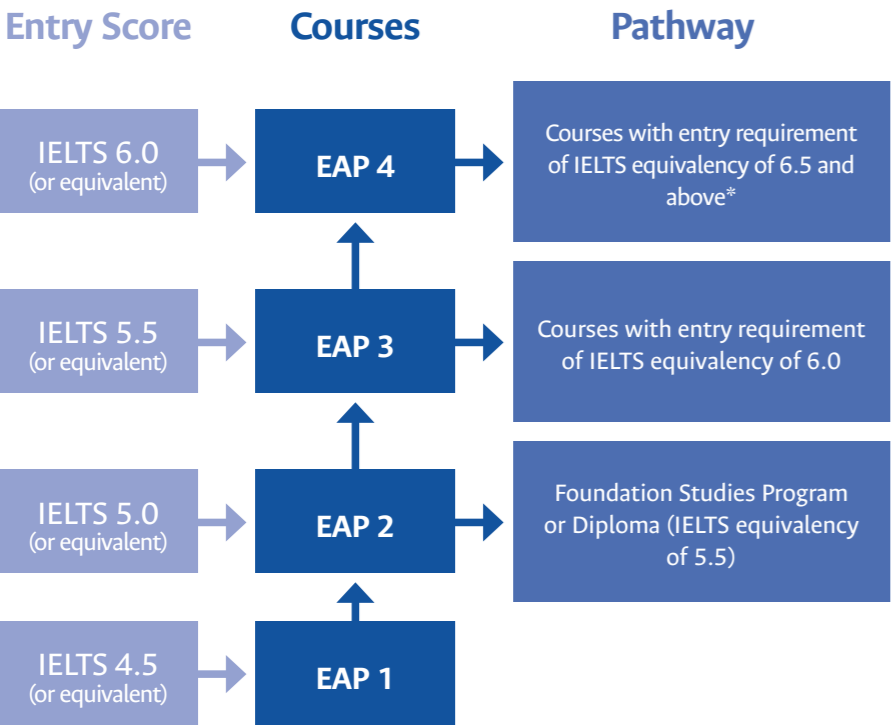 Entry Score
Courses
Pathway
IELTS 6.0
(or equivalent)
EAP 4
Courses with entry requirement
of IELTS equivalency of 6.5 and
above*
IELTS 5.5
(or equivalent)
EAP 3
Courses with entry requirement
of IELTS equivalency of 6.0
IELTS 5.0
(or equivalent)
EAP 2
Foundation Studies Program
or Diploma (IELTS equivalency
of 5.5)
IELTS 4.5
(or equivalent)
EAP 1